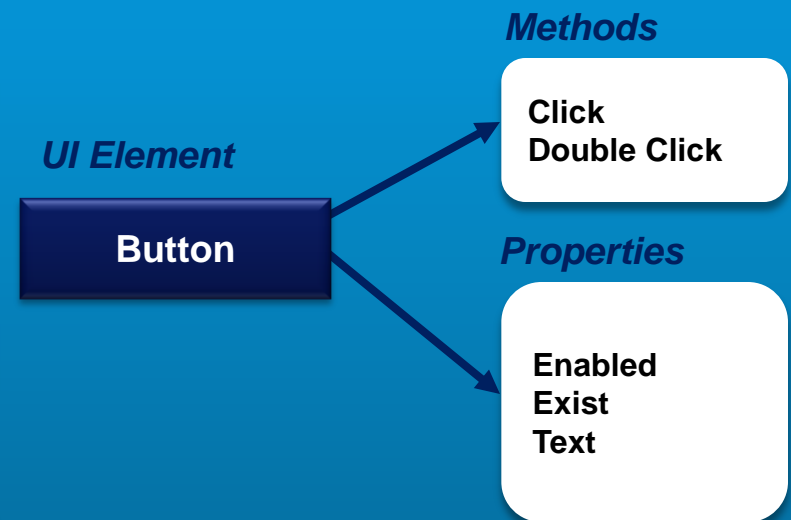 UI Element
Button
Methods
Click
Double Click
Properties
Enabled
Exist
Text